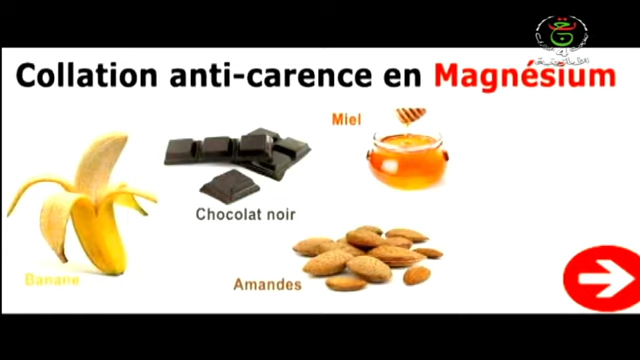 Collation anti-carence en Magnésium
Miel
Chocolat noir
Banane
Amandes